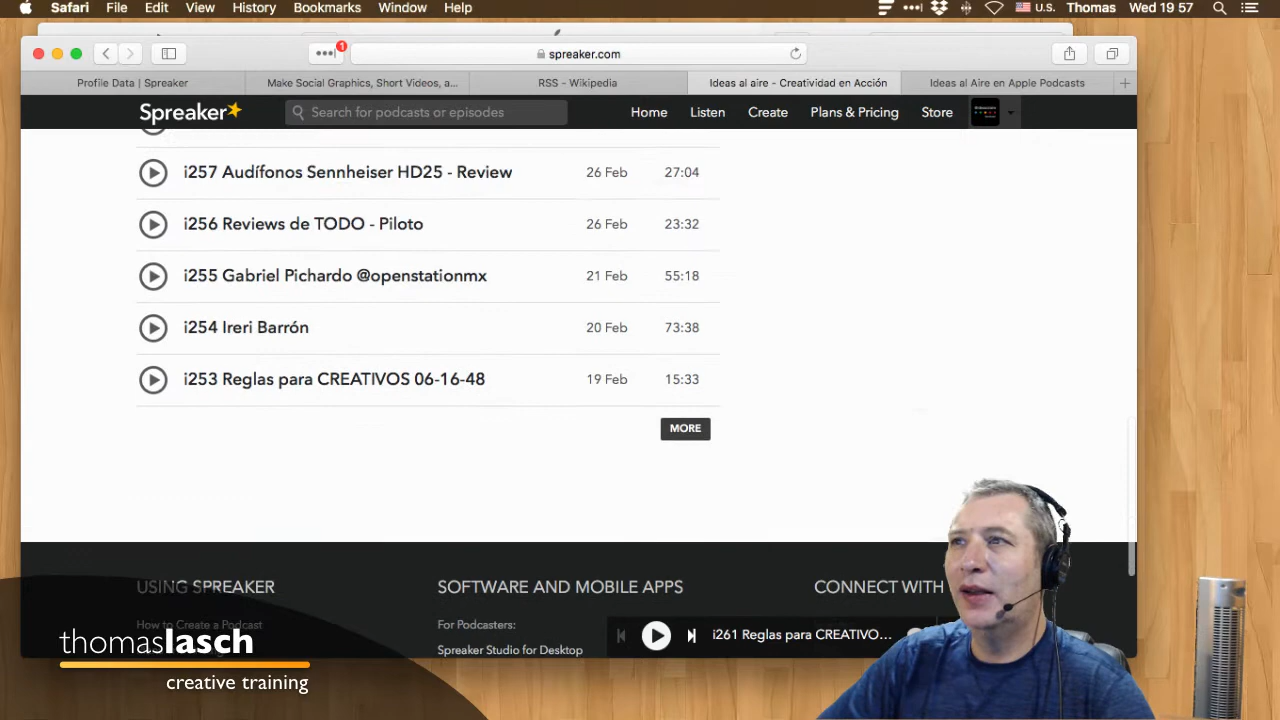 Safari File Edit View History Bookmarks Window Help U.S. Thomas Wed 19 57
1
spreaker.com
Profile Data | Spreaker
Make Social Graphics, Short Videos, a...
RSS - Wikipedia
Ideas al aire - Creatividad en Acción
Ideas al Aire en Apple Podcasts
Spreaker
Search for podcasts or episodes
Home Listen Create Plans & Pricing Store
i257 Audífonos Sennheiser HD25 - Review 26 Feb 27:04
i256 Reviews de TODO - Piloto 26 Feb 23:32
i255 Gabriel Pichardo @openstationmx 21 Feb 55:18
i254 Ireri Barrón 20 Feb 73:38
i253 Reglas para CREATIVOS 06-16-48 19 Feb 15:33
MORE
USING SPREAKER
SOFTWARE AND MOBILE APPS
CONNECT WITH
How to Create a Podcast
For Podcasters:
Spreaker Studio for Desktop
i261 Reglas para CREATIVO...
thomaslasch
creative training